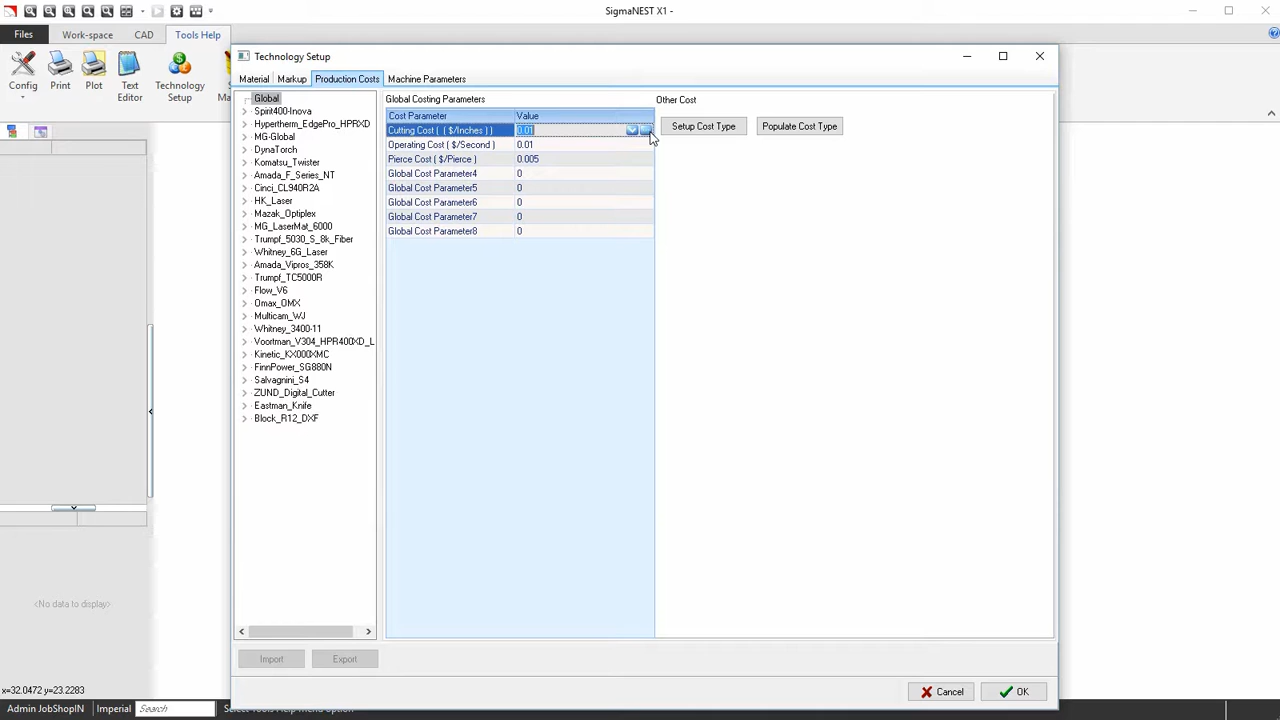 SigmaNEST X1 -
Files
Work-space
CAD
Tools Help
Config
Print
Plot
Text Editor
Technology Setup
Technology Setup
Material
Markup
Production Costs
Machine Parameters
Global
Spirit400-Inova
Hypertherm_EdgePro_HPRXD
MG-Global
DynaTorch
Komatsu_Twister
Amada_F_Series_NT
Cinci_CL940R2A
HK_Laser
Mazak_Optiplex
MG_LaserMat_6000
Trumpf_5030_S_8k_Fiber
Whitney_6G_Laser
Amada_Vipros_358K
Trumpf_TC5000R
Flow_V6
Omax_OMX
Multicam_WJ
Whitney_3400-11
Voortman_V304_HPR400XD_L
Kinetic_KX000XMC
FinnPower_SG880N
Salvagnini_S4
ZUND_Digital_Cutter
Eastman_Knife
Block_R12_DXF
Global Costing Parameters
Cost Parameter Value
Cutting Cost ( ( $/Inches ) ) 0.01
Operating Cost ( $/Second ) 0.01
Pierce Cost ( $/Pierce ) 0.005
Global Cost Parameter4 0
Global Cost Parameter5 0
Global Cost Parameter6 0
Global Cost Parameter7 0
Global Cost Parameter8 0
Other Cost
Setup Cost Type
Populate Cost Type
<No data to display>
Import
Export
Cancel
OK
x=32.0472 y=23.2283
Admin JobShopIN
Imperial
Search
Select Tools Help Menu Option